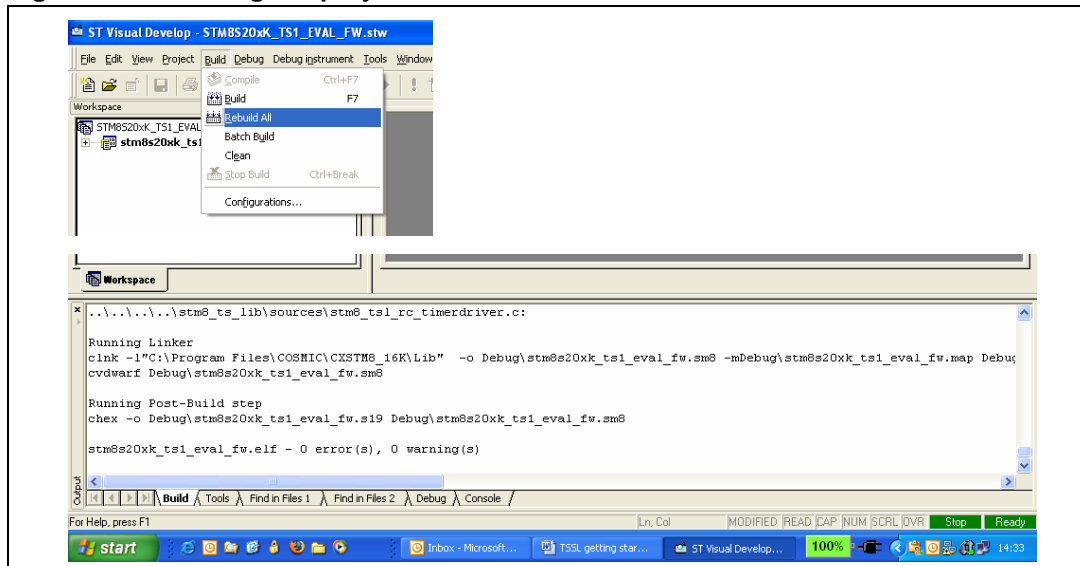 ST Visual Develop - STM8S20xK_TS1_EVAL_FW.stw
File Edit View Project Build Debug Debug instrument Tools Window
Compile Ctrl+F7
Build F7
Rebuild All
Batch Build
Clean
Stop Build Ctrl+Break
Configurations...
Workspace
STM8S20xK_TS1_EVAL
stm8s20xk_ts1
Workspace
..\..\..\..\stm8_ts_lib\sources\stm8_tsl_rc_timerdriver.c:
Running Linker
clnk -l"C:\Program Files\COSMIC\CXSTM8_16K\Lib" -o Debug\stm8s20xk_ts1_eval_fw.sm8 -mDebug\stm8s20xk_ts1_eval_fw.map Debug
cvdwarf Debug\stm8s20xk_ts1_eval_fw.sm8
Running Post-Build step
chex -o Debug\stm8s20xk_ts1_eval_fw.s19 Debug\stm8s20xk_ts1_eval_fw.sm8
stm8s20xk_ts1_eval_fw.elf - 0 error(s), 0 warning(s)
Output
Build Tools Find in Files 1 Find in Files 2 Debug Console
For Help, press F1 Ln, Col MODIFIED READ CAP NUM SCRL OVR Stop Ready
start Inbox - Microsoft... TSSL getting star... ST Visual Develop... 100% 14:33